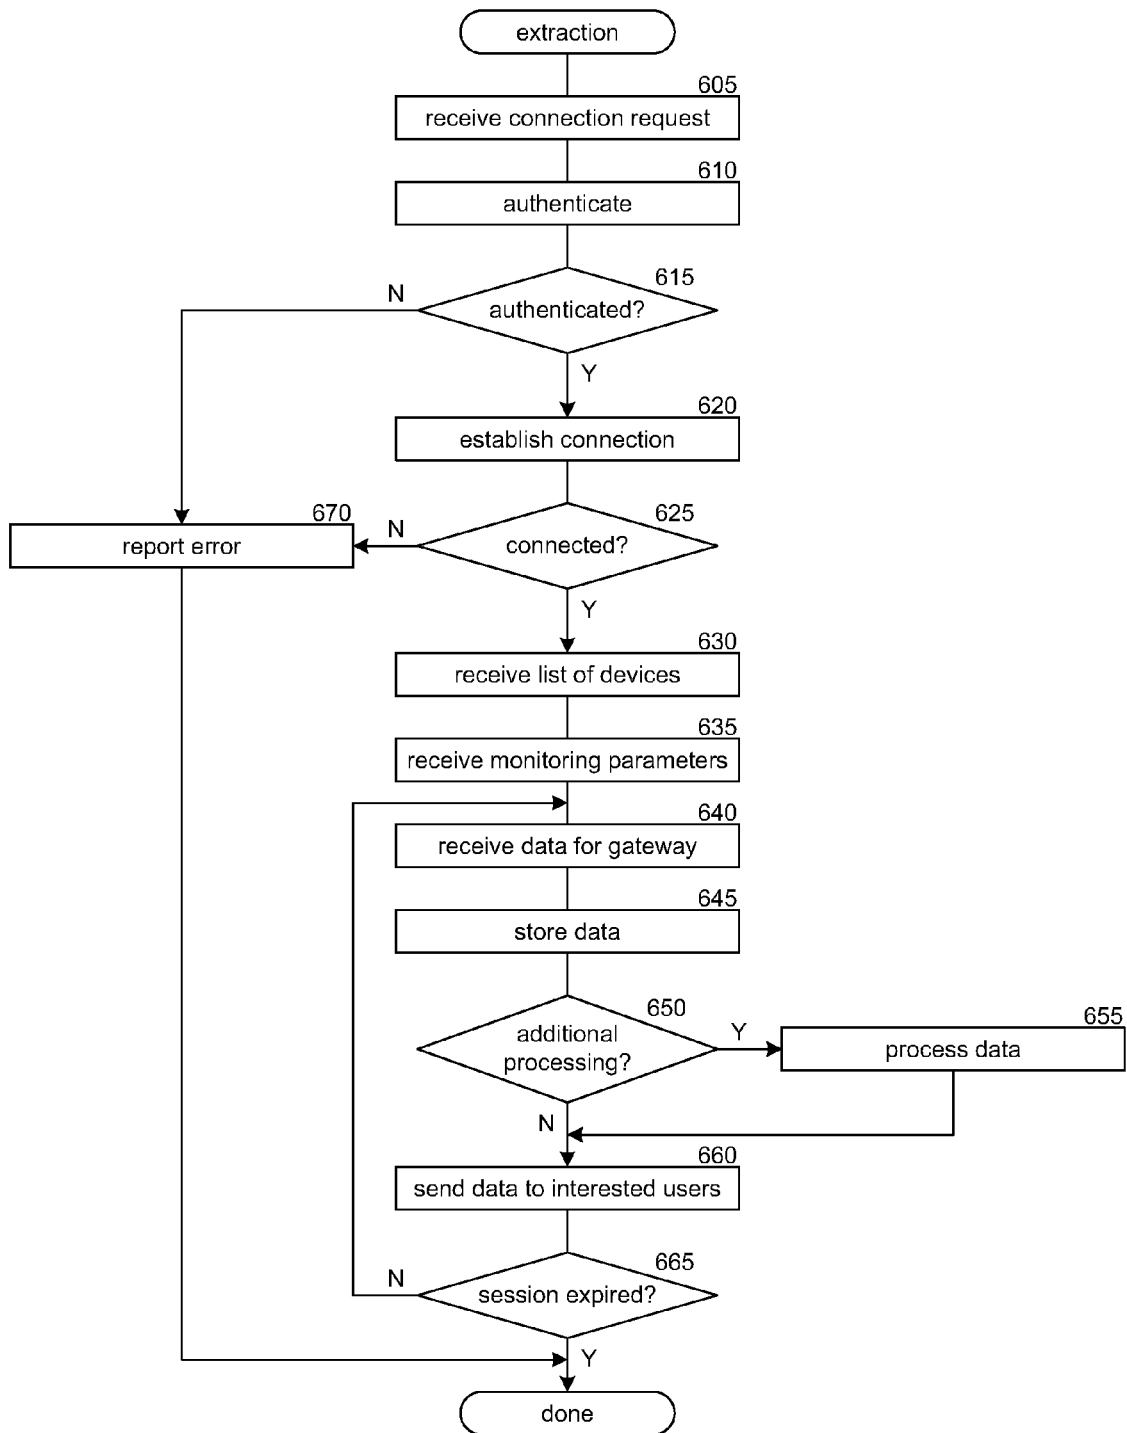 extraction
605
receive connection request
610
authenticate
615
N
authenticated?
Y
620
establish connection
670
625
N
report error
connected?
Y
630
receive list of devices
635
receive monitoring parameters
640
receive data for gateway
645
store data
650
additional
processing?
Y
655
process data
N
660
send data to interested users
665
N
session expired?
Y
done